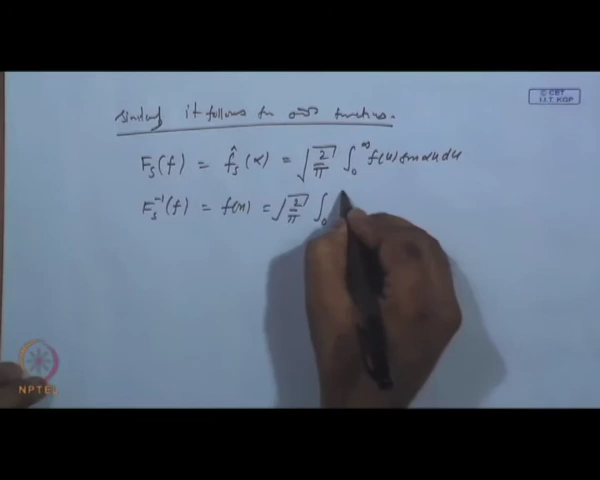 © CET
I.I.T. KGP
Similarly it follows for odd functions.
F_s(f) = f̂_s(α) = √(2/π) ∫_0^∞ f(u) sin αu du
F_s^{-1}(f) = f(x) = √(2/π) ∫_0
NPTEL